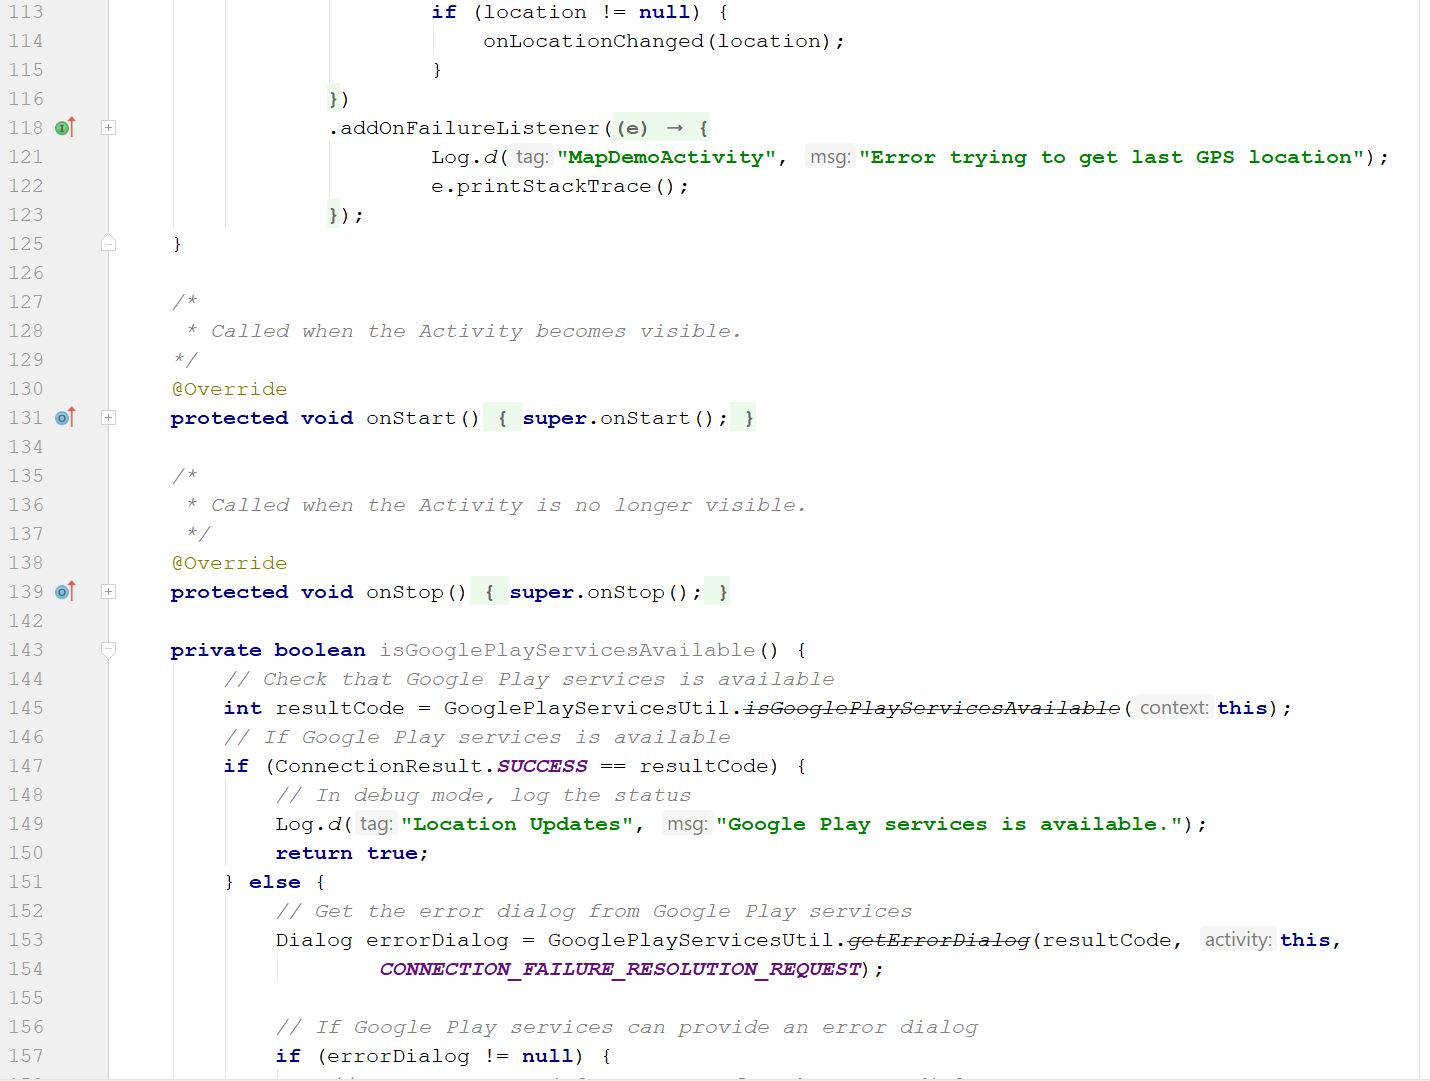 113 if (location != null) {
114 onLocationChanged(location);
115 }
116 })
118 .addOnFailureListener((e) → {
121 Log.d( tag: "MapDemoActivity", msg: "Error trying to get last GPS location");
122 e.printStackTrace();
123 });
125 }
126
127 /*
128 * Called when the Activity becomes visible.
129 */
130 @Override
131 protected void onStart() { super.onStart(); }
134
135 /*
136 * Called when the Activity is no longer visible.
137 */
138 @Override
139 protected void onStop() { super.onStop(); }
142
143 private boolean isGooglePlayServicesAvailable() {
144 // Check that Google Play services is available
145 int resultCode = GooglePlayServicesUtil.isGooglePlayServicesAvailable( context: this);
146 // If Google Play services is available
147 if (ConnectionResult.SUCCESS == resultCode) {
148 // In debug mode, log the status
149 Log.d( tag: "Location Updates", msg: "Google Play services is available.");
150 return true;
151 } else {
152 // Get the error dialog from Google Play services
153 Dialog errorDialog = GooglePlayServicesUtil.getErrorDialog(resultCode, activity: this,
154 CONNECTION_FAILURE_RESOLUTION_REQUEST);
155
156 // If Google Play services can provide an error dialog
157 if (errorDialog != null) {